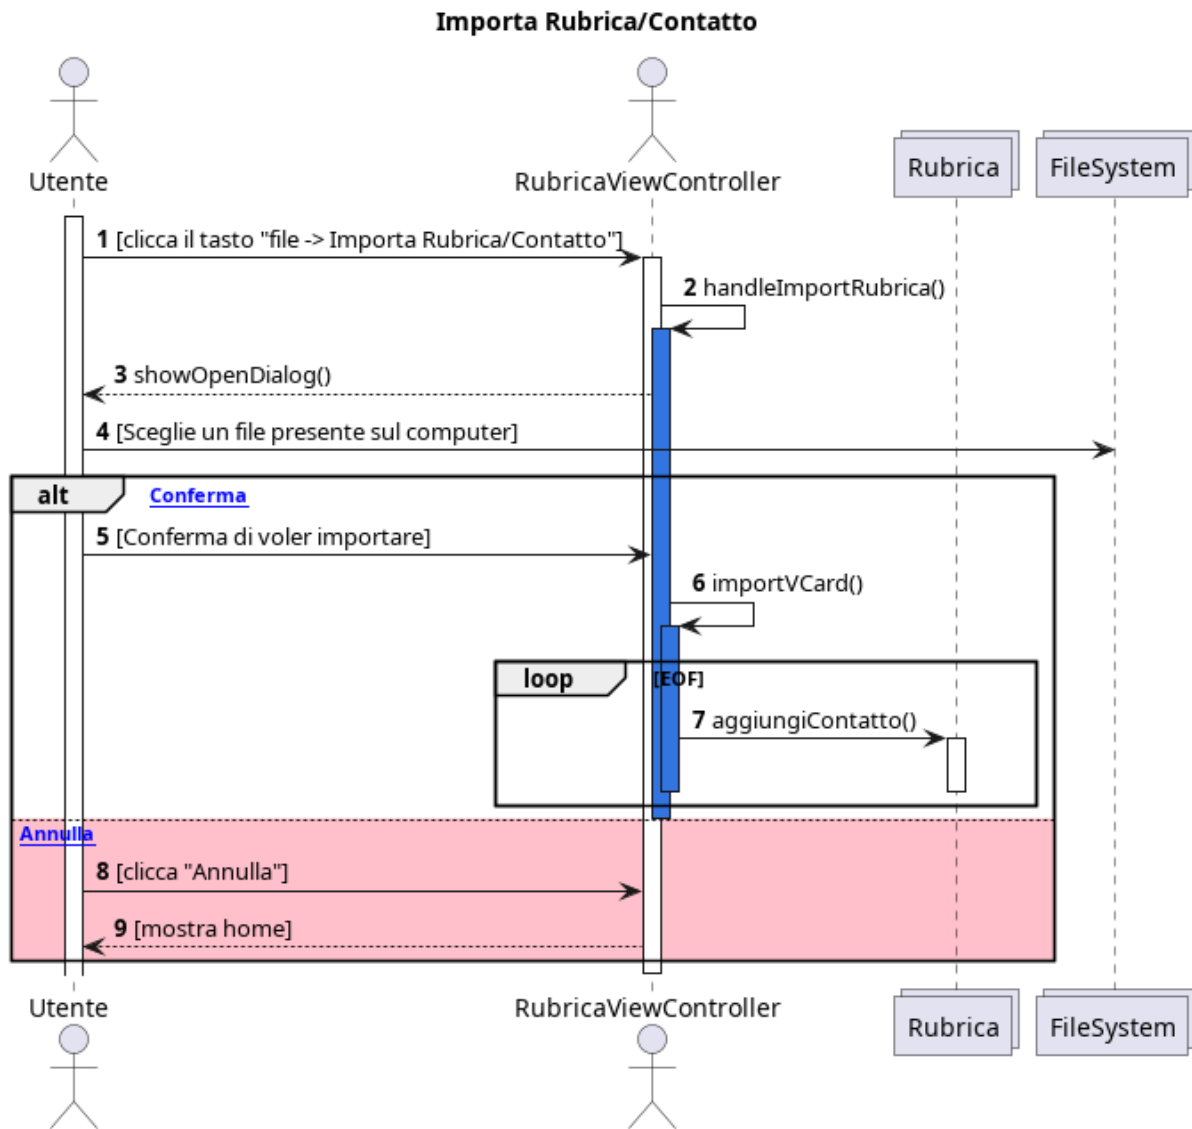 Importa Rubrica/Contatto
Utente
RubricaViewController
Rubrica
FileSystem
1 [clicca il tasto "file -> Importa Rubrica/Contatto"]
2 handleImportRubrica()
3 showOpenDialog()
4 [Sceglie un file presente sul computer]
alt Conferma
5 [Conferma di voler importare]
6 importVCard()
loop [EOF]
7 aggiungiContatto()
Annulla
8 [clicca "Annulla"]
9 [mostra home]
Utente
RubricaViewController
Rubrica
FileSystem